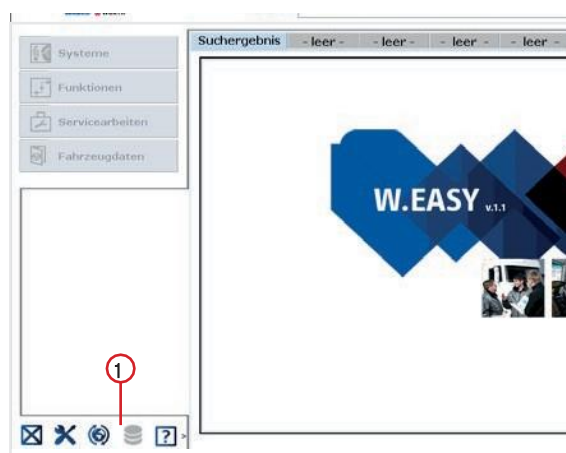 Suchergebnis - leer - - leer - - leer - - leer -
Systeme
Funktionen
Servicearbeiten
Fahrzeugdaten
W.EASY v.1.1
1
?